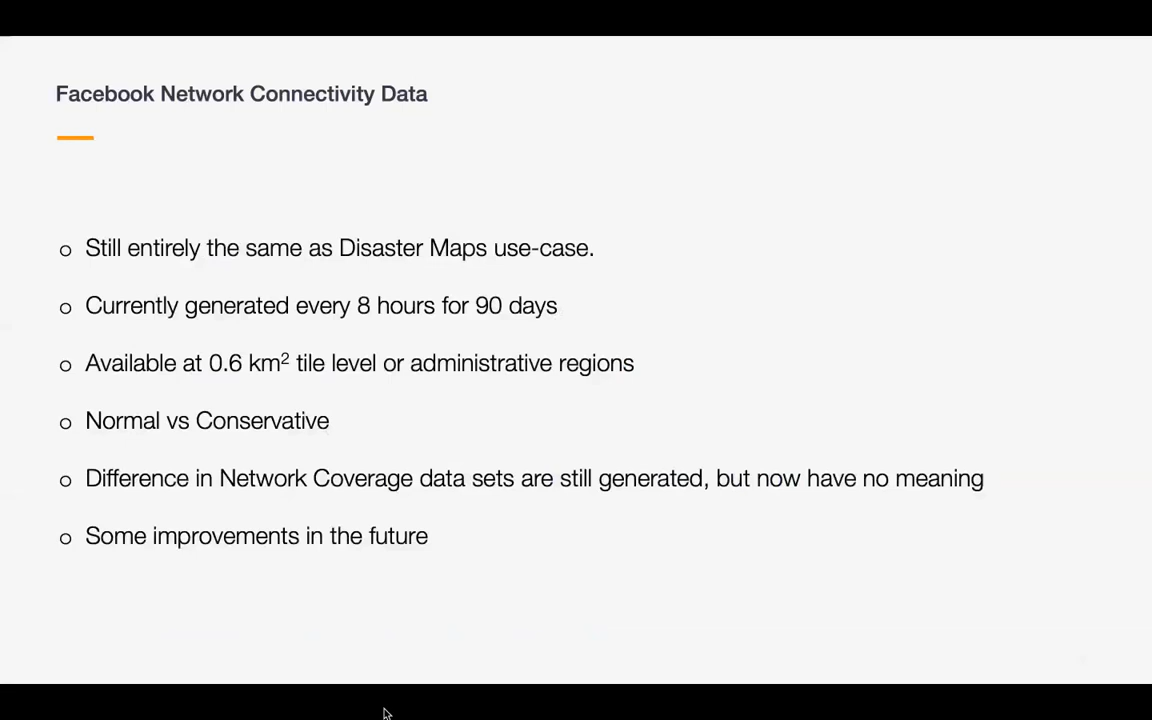 Facebook Network Connectivity Data
o Still entirely the same as Disaster Maps use-case.
o Currently generated every 8 hours for 90 days
o Available at 0.6 km² tile level or administrative regions
o Normal vs Conservative
o Difference in Network Coverage data sets are still generated, but now have no meaning
o Some improvements in the future